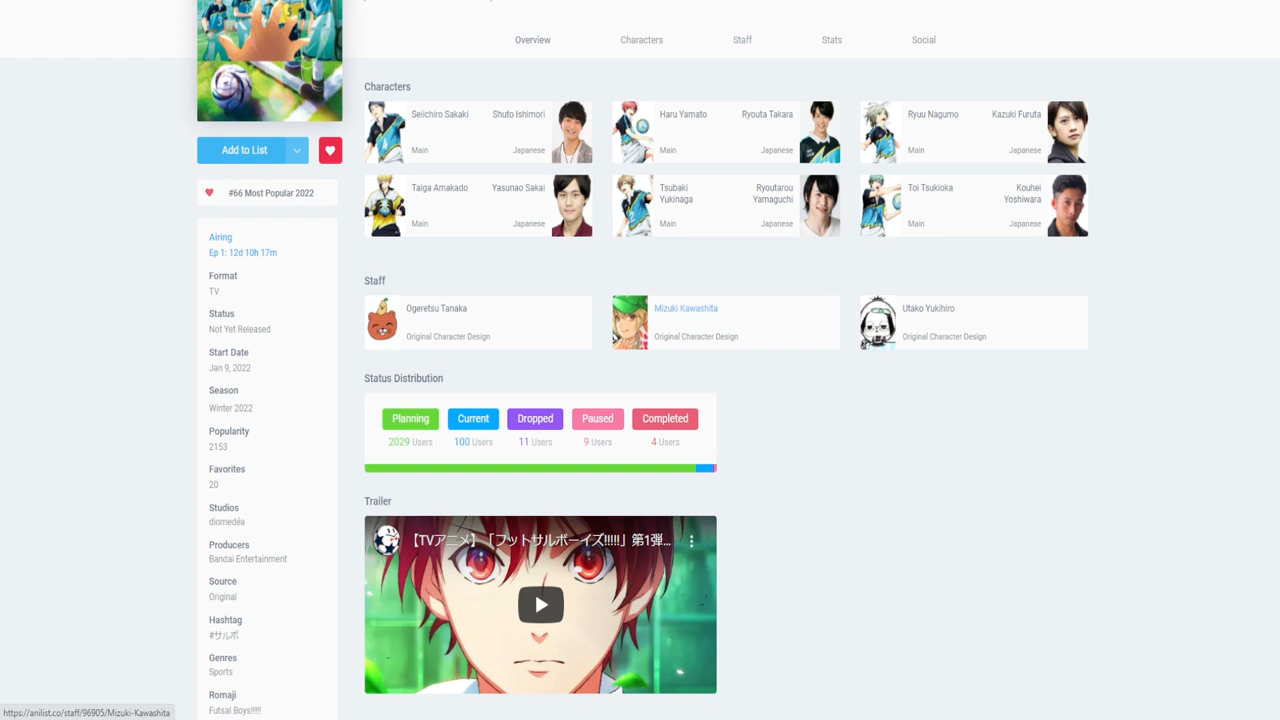 Overview
Characters
Staff
Stats
Social
Add to List
#66 Most Popular 2022
Airing
Ep 1: 12d 10h 17m
Format
TV
Status
Not Yet Released
Start Date
Jan 9, 2022
Season
Winter 2022
Popularity
2153
Favorites
20
Studios
diomedéa
Producers
Bandai Entertainment
Source
Original
Hashtag
#サルボ
Genres
Sports
Romaji
Futsal Boys!!!!!
Characters
Seiichiro Sakaki
Shuto Ishimori
Main
Japanese
Haru Yamato
Ryouta Takara
Main
Japanese
Ryuu Nagumo
Kazuki Furuta
Main
Japanese
Taiga Amakado
Yasunao Sakai
Main
Japanese
Tsubaki
Yukinaga
Ryoutarou
Yamaguchi
Main
Japanese
Toi Tsukioka
Kouhei
Yoshiwara
Main
Japanese
Staff
Ogeretsu Tanaka
Original Character Design
Mizuki Kawashita
Original Character Design
Utako Yukihiro
Original Character Design
Status Distribution
Planning
2029 Users
Current
100 Users
Dropped
11 Users
Paused
9 Users
Completed
4 Users
Trailer
【TVアニメ】「フットサルボーイズ!!!!!」第1弾...
https://anilist.co/staff/96905/Mizuki-Kawashita